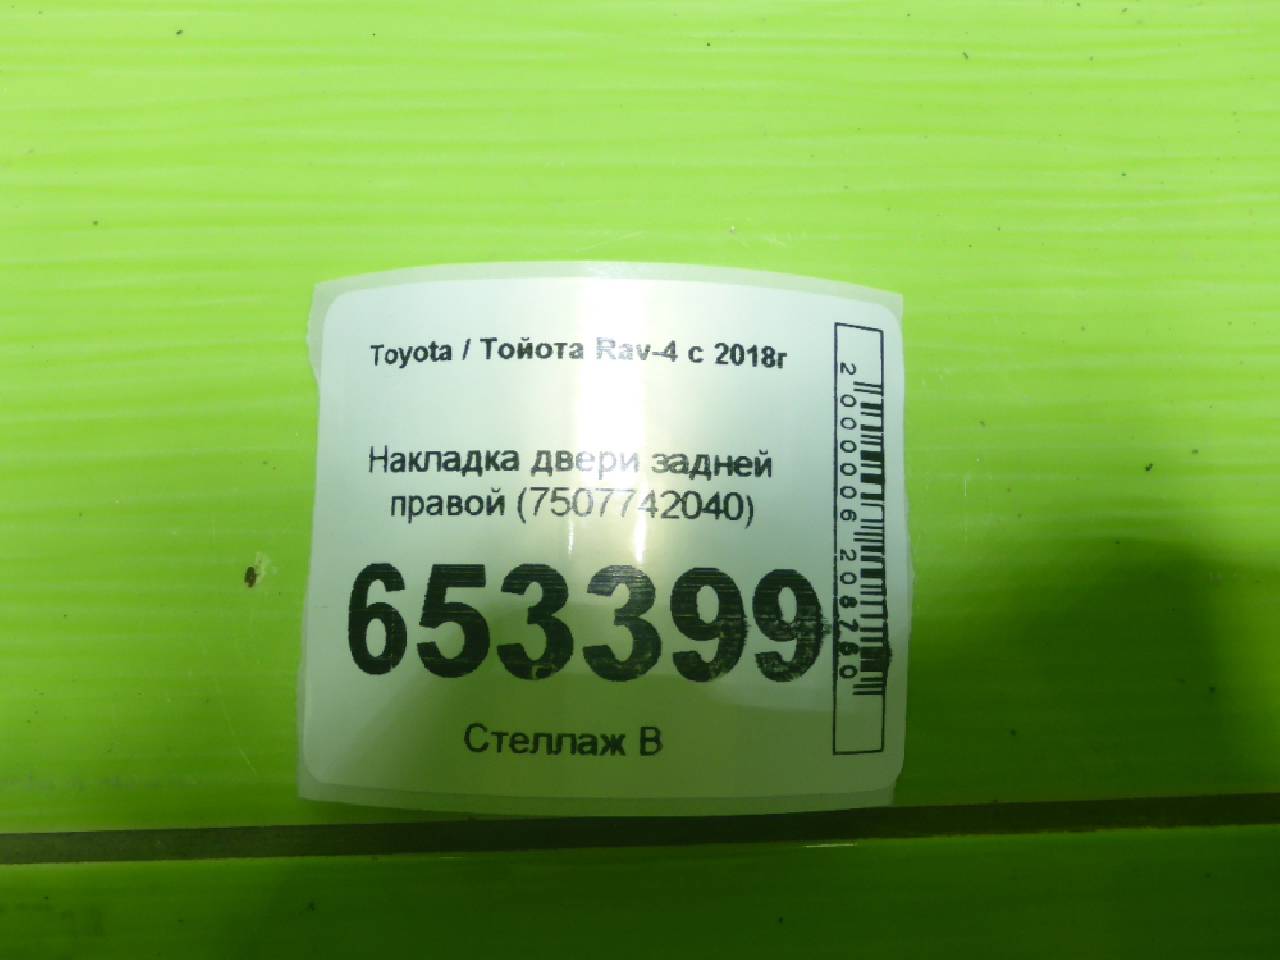 Toyota / Тойота Rav-4 с 2018г
Накладка двери задней
правой (7507742040)
653399
Стеллаж В
2000006208760